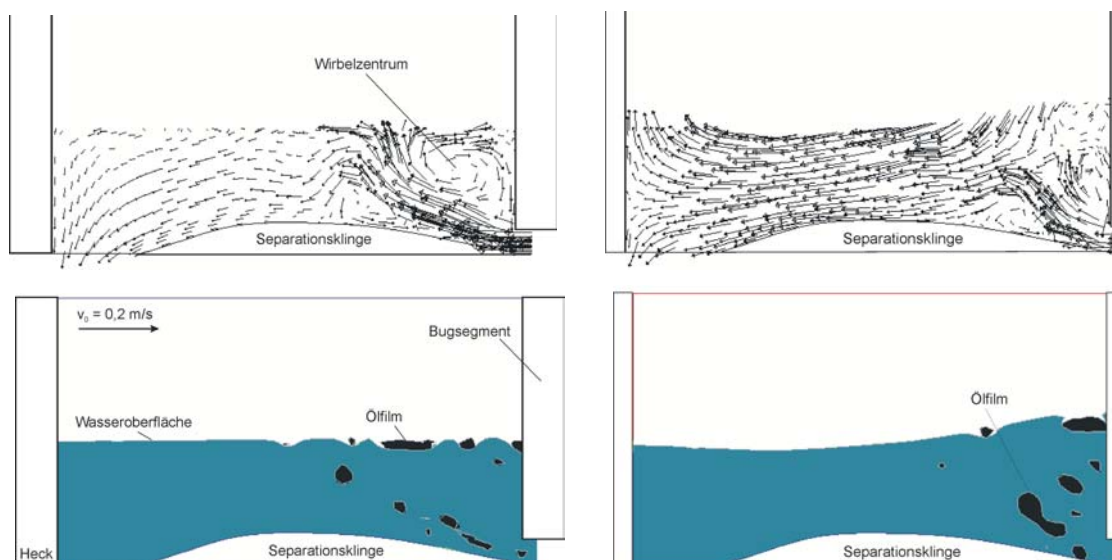 Wirbelzentrum
Separationsklinge
Separationsklinge
v₀ = 0,2 m/s
Bugsegment
Wasseroberfläche
Ölfilm
Heck
Separationsklinge
Ölfilm
Separationsklinge